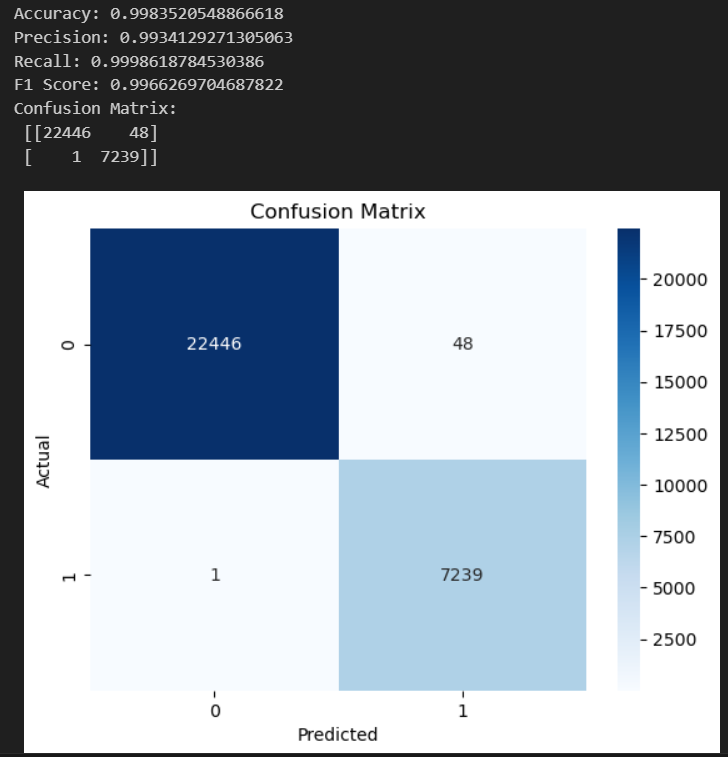 Accuracy: 0.9983520548866618
Precision: 0.9934129271305063
Recall: 0.9998618784530386
F1 Score: 0.9966269704687822
Confusion Matrix:
[[22446    48]
[    1  7239]]
Confusion Matrix
22446
48
1
7239
0
1
Actual
0
1
Predicted
20000
17500
15000
12500
10000
7500
5000
2500